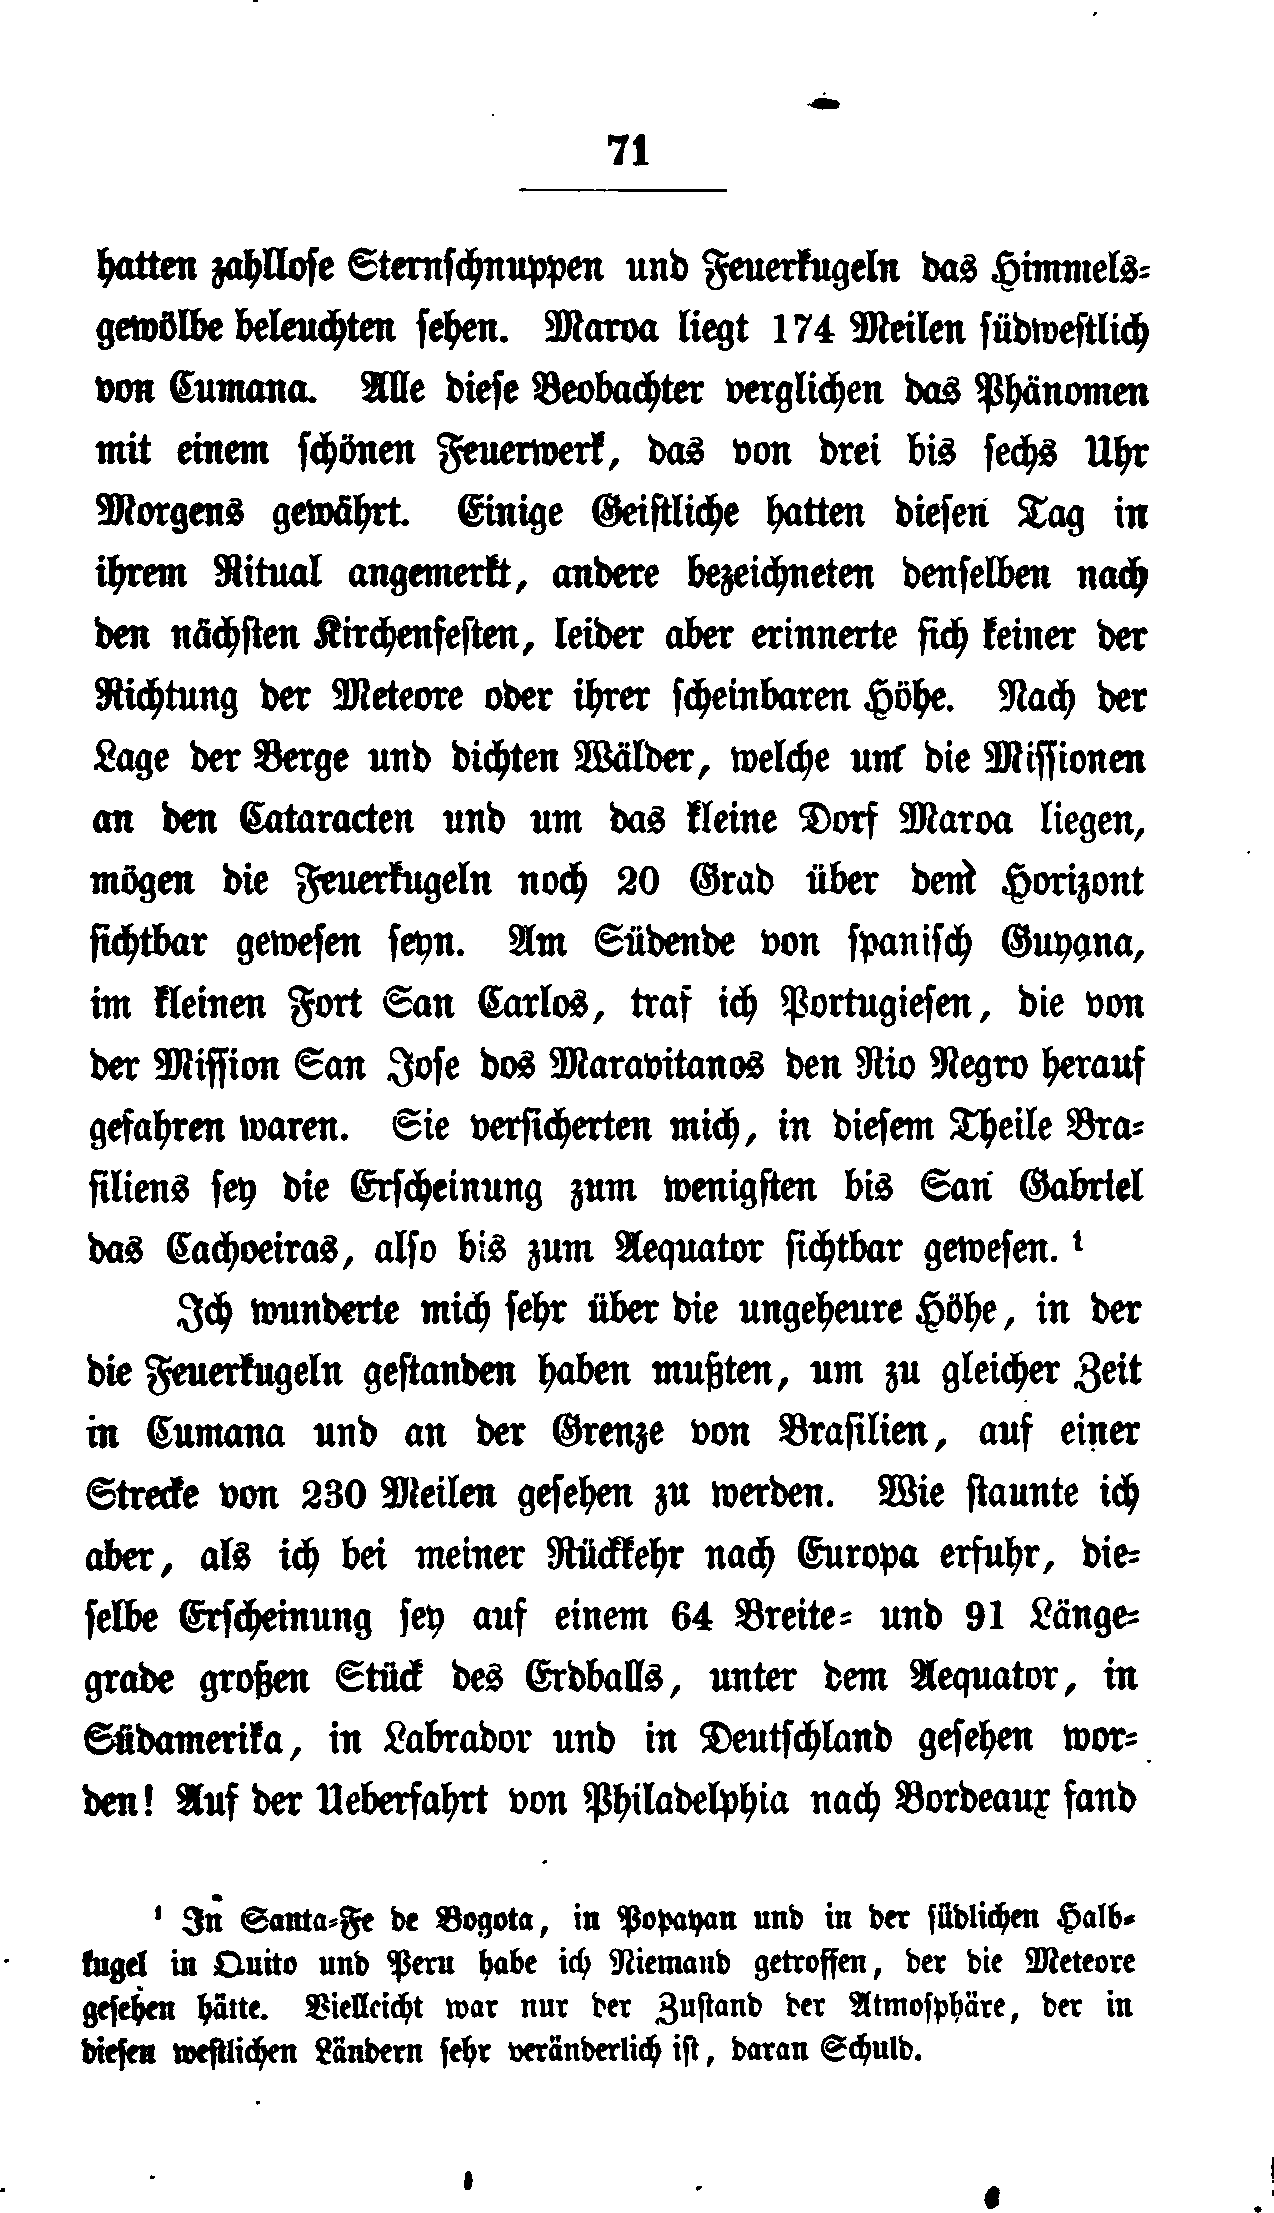 71
hatten zahllose Sternschnuppen und Feuerkugeln das Himmels-
gewölbe beleuchten sehen. Maroa liegt 174 Meilen südwestlich
von Cumana. Alle diese Beobachter verglichen das Phänomen
mit einem schönen Feuerwerk, das von drei bis sechs Uhr
Morgens gewährt. Einige Geistliche hatten diesen Tag in
ihrem Ritual angemerkt, andere bezeichneten denselben nach
den nächsten Kirchenfesten, leider aber erinnerte sich keiner der
Richtung der Meteore oder ihrer scheinbaren Höhe. Nach der
Lage der Berge und dichten Wälder, welche um die Missionen
an den Cataracten und um das kleine Dorf Maroa liegen,
mögen die Feuerkugeln noch 20 Grad über dem Horizont
sichtbar gewesen seyn. Am Südende von spanisch Guyana,
im kleinen Fort San Carlos, traf ich Portugiesen, die von
der Mission San Jose dos Maravitanos den Rio Negro herauf
gefahren waren. Sie versicherten mich, in diesem Theile Bra-
siliens sey die Erscheinung zum wenigsten bis San Gabriel
das Cachoeiras, also bis zum Aequator sichtbar gewesen. ¹
Ich wunderte mich sehr über die ungeheure Höhe, in der
die Feuerkugeln gestanden haben mußten, um zu gleicher Zeit
in Cumana und an der Grenze von Brasilien, auf einer
Strecke von 230 Meilen gesehen zu werden. Wie staunte ich
aber, als ich bei meiner Rückkehr nach Europa erfuhr, die-
selbe Erscheinung sey auf einem 64 Breite- und 91 Länge-
grade großen Stück des Erdballs, unter dem Aequator, in
Südamerika, in Labrador und in Deutschland gesehen wor-
den! Auf der Ueberfahrt von Philadelphia nach Bordeaux fand
¹ In Santa-Fe de Bogota, in Popayan und in der südlichen Halb-
kugel in Quito und Peru habe ich Niemand getroffen, der die Meteore
gesehen hätte. Vielleicht war nur der Zustand der Atmosphäre, der in
diesen westlichen Ländern sehr veränderlich ist, daran Schuld.